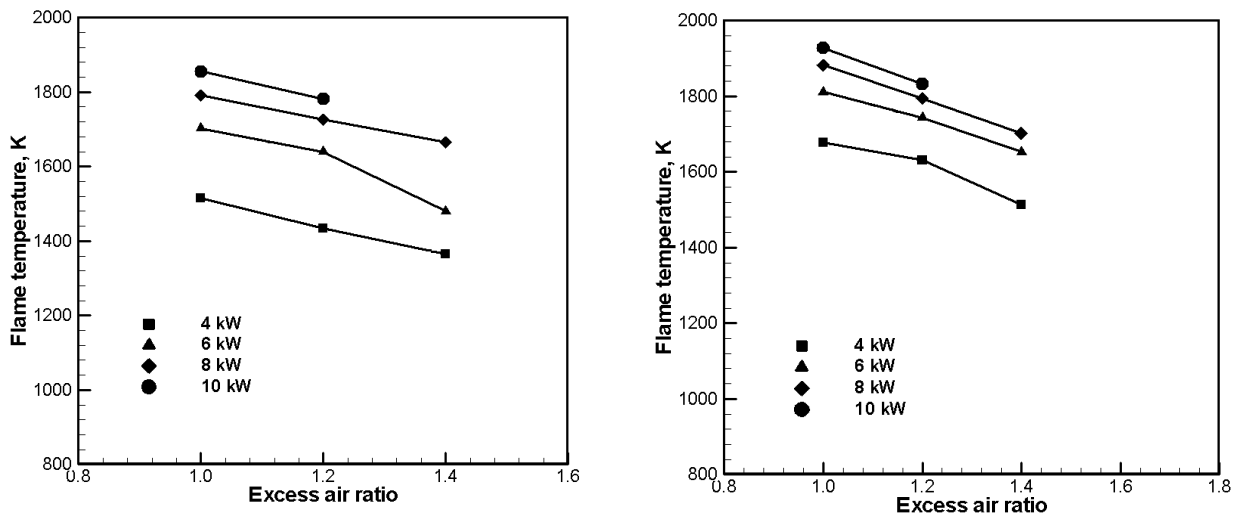 2000
1800
1600
1400
1200
1000
800
Flame temperature, K
4 kW
6 kW
8 kW
10 kW
0.8 1.0 1.2 1.4 1.6
Excess air ratio
2000
1800
1600
1400
1200
1000
800
Flame temperature, K
4 kW
6 kW
8 kW
10 kW
0.8 1.0 1.2 1.4 1.6 1.8
Excess air ratio